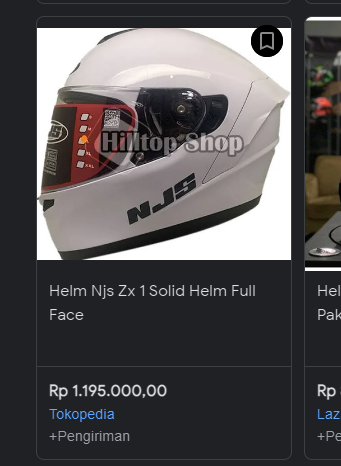 Hilltop Shop
NJS
Helm Njs Zx 1 Solid Helm Full
Face
Rp 1.195.000,00
Tokopedia
+Pengiriman
Hel
Pak
Rp
Laz
+Pe